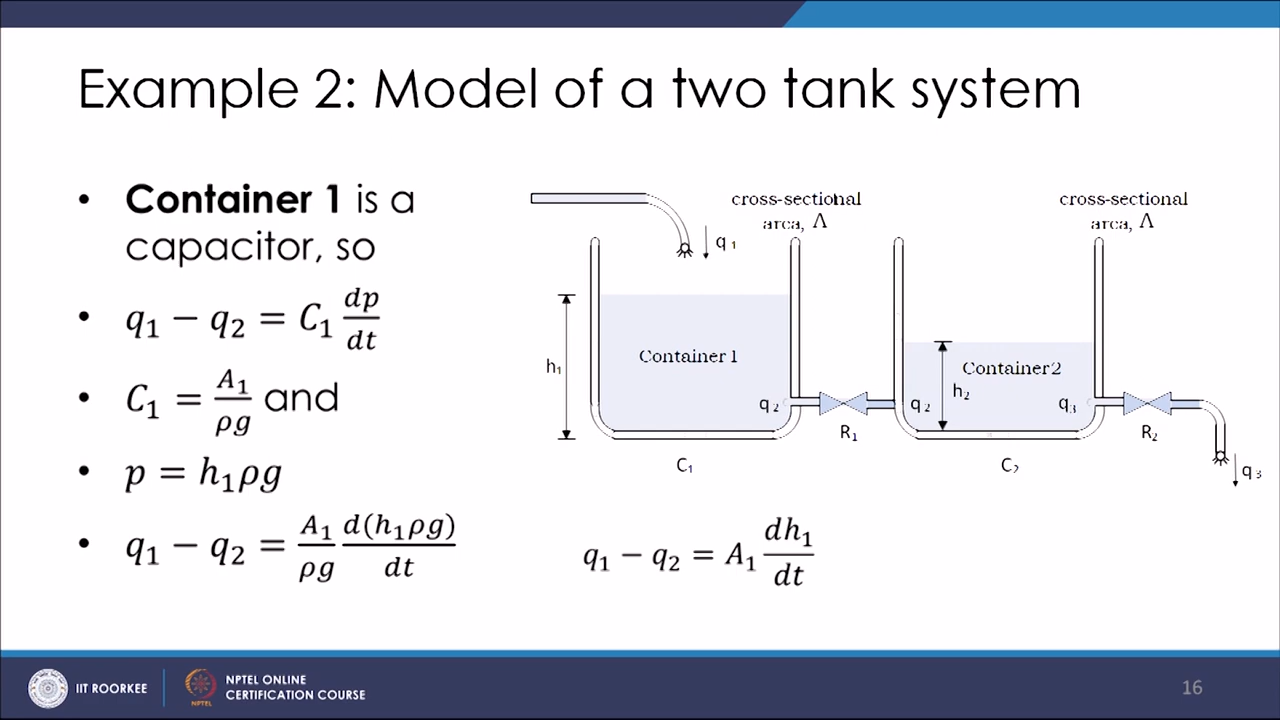 Example 2: Model of a two tank system
• Container 1 is a
capacitor, so
• q₁ − q₂ = C₁ dp/dt
• C₁ = A₁/ρg and
• p = h₁ρg
• q₁ − q₂ = A₁/ρg d(h₁ρg)/dt
q₁ − q₂ = A₁ dh₁/dt
cross-sectional
area, A
cross-sectional
area, A
q₁
h₁
Container 1
Container 2
h₂
q₂
q₂
q₃
R₁
R₂
C₁
C₂
q₃
IIT ROORKEE
NPTEL
NPTEL ONLINE
CERTIFICATION COURSE
16